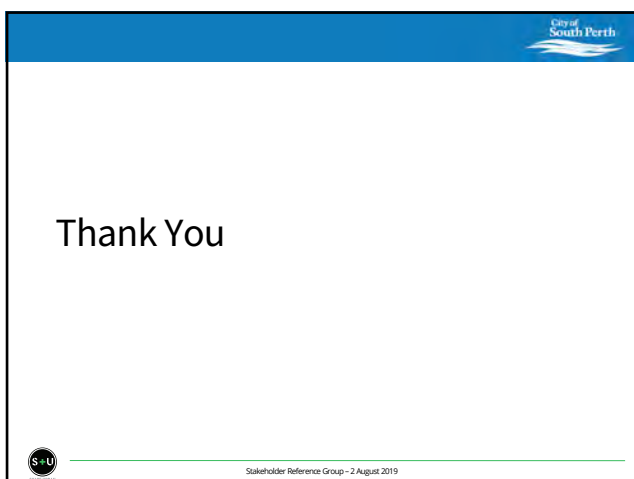 City of
South Perth
Thank You
S+U
Stakeholder Reference Group – 2 August 2019